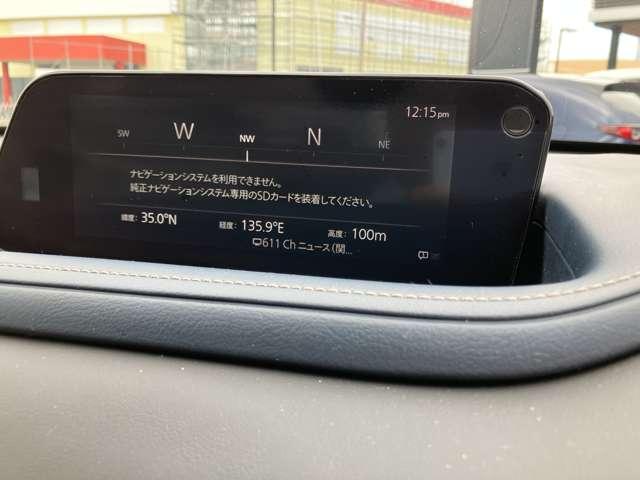 12:15pm
SW W NW N NE
ナビゲーションシステムを利用できません。
純正ナビゲーションシステム専用のSDカードを装着してください。
緯度: 35.0°N 経度: 135.9°E 高度: 100m
611 Ch ニュース(関...